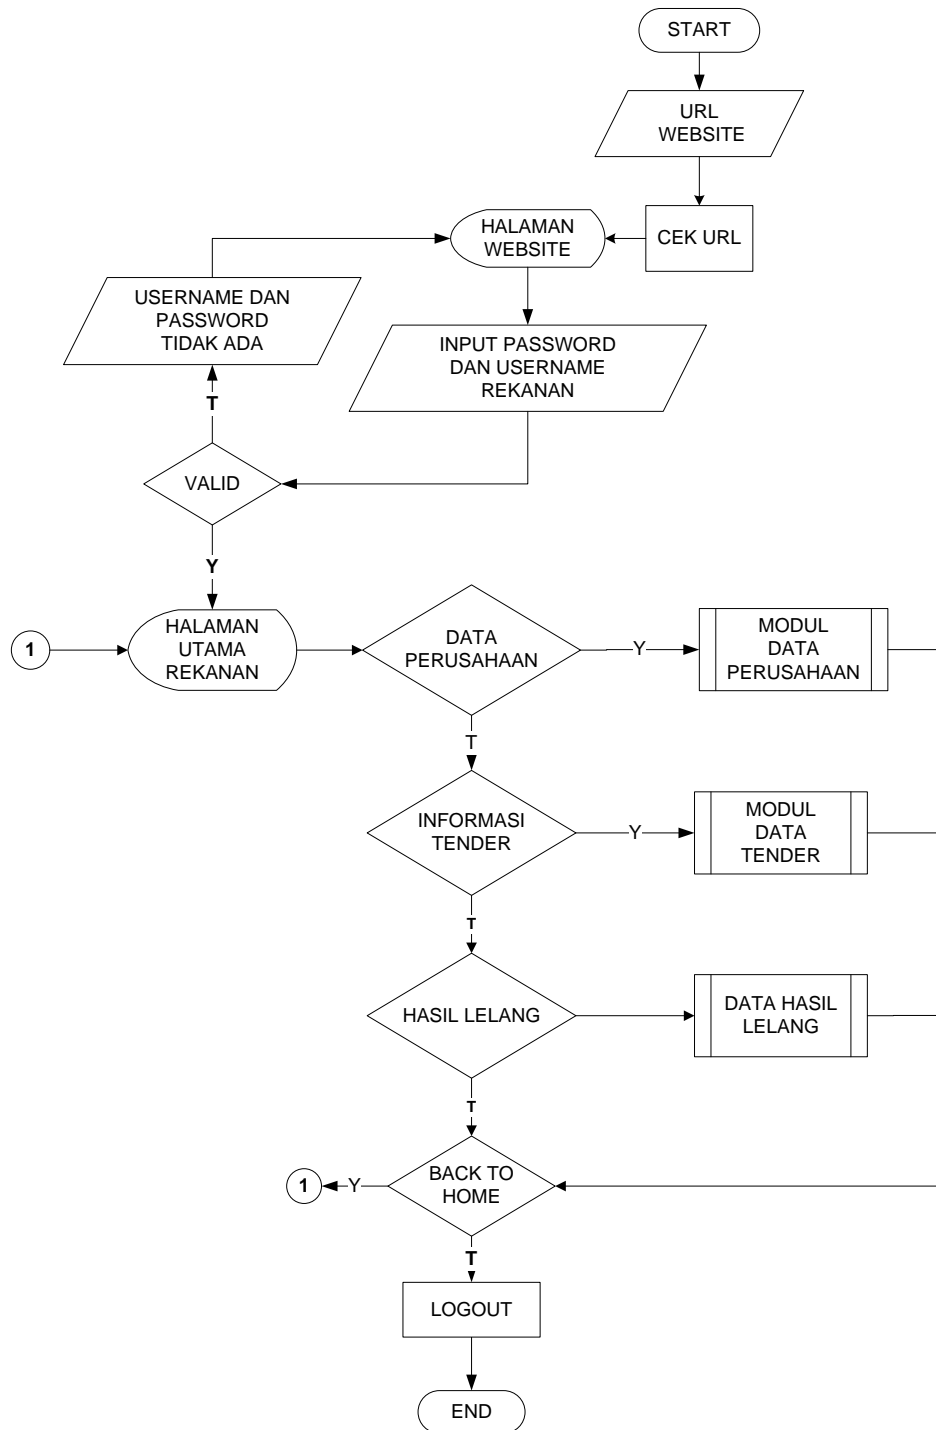 START
URL
WEBSITE
CEK URL
HALAMAN
WEBSITE
USERNAME DAN
PASSWORD
TIDAK ADA
INPUT PASSWORD
DAN USERNAME
REKANAN
T
VALID
Y
1
HALAMAN
UTAMA
REKANAN
DATA
PERUSAHAAN
Y
MODUL
DATA
PERUSAHAAN
T
INFORMASI
TENDER
Y
MODUL
DATA
TENDER
T
HASIL LELANG
DATA HASIL
LELANG
T
BACK TO
HOME
Y
1
T
LOGOUT
END